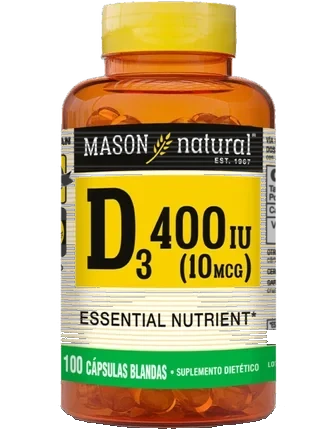 MASON natural
EST. 1967
D3 400 IU
(10 MCG)
ESSENTIAL NUTRIENT*
100 CÁPSULAS BLANDAS • SUPLEMENTO DIETÉTICO